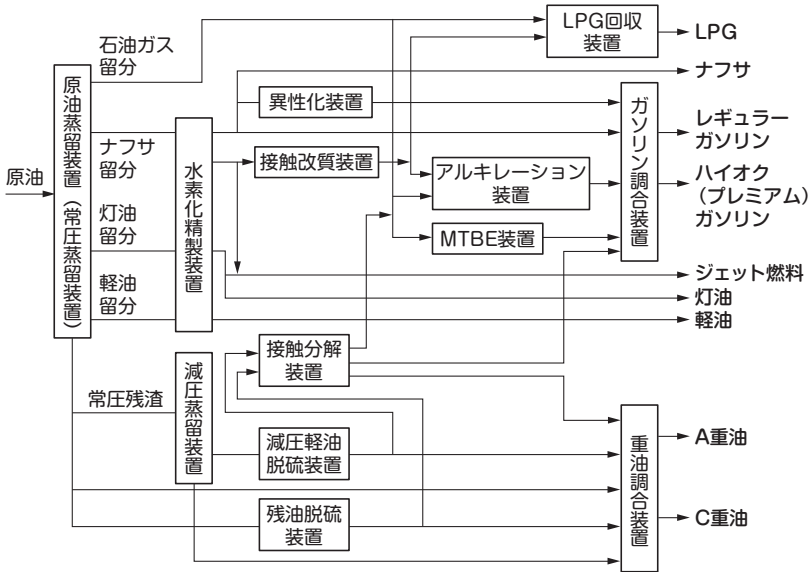 石油ガス
留分
LPG回収
装置
LPG
ナフサ
原油蒸留装置(常圧蒸留装置)
異性化装置
ガソリン調合装置
レギュラー
ガソリン
ナフサ
留分
水素化精製装置
接触改質装置
原油
アルキレーション
装置
ハイオク
(プレミアム)
ガソリン
灯油
留分
MTBE装置
ジェット燃料
軽油
留分
灯油
軽油
接触分解
装置
常圧残渣
減圧蒸留装置
減圧軽油
脱硫装置
重油調合装置
A重油
残油脱硫
装置
C重油